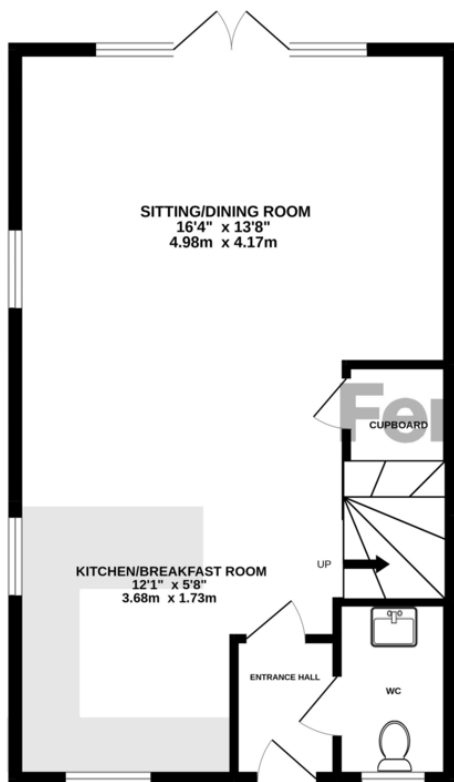 SITTING/DINING ROOM
16'4" x 13'8"
4.98m x 4.17m
Fe
CUPBOARD
KITCHEN/BREAKFAST ROOM
12'1" x 5'8"
3.68m x 1.73m
UP
ENTRANCE HALL
WC